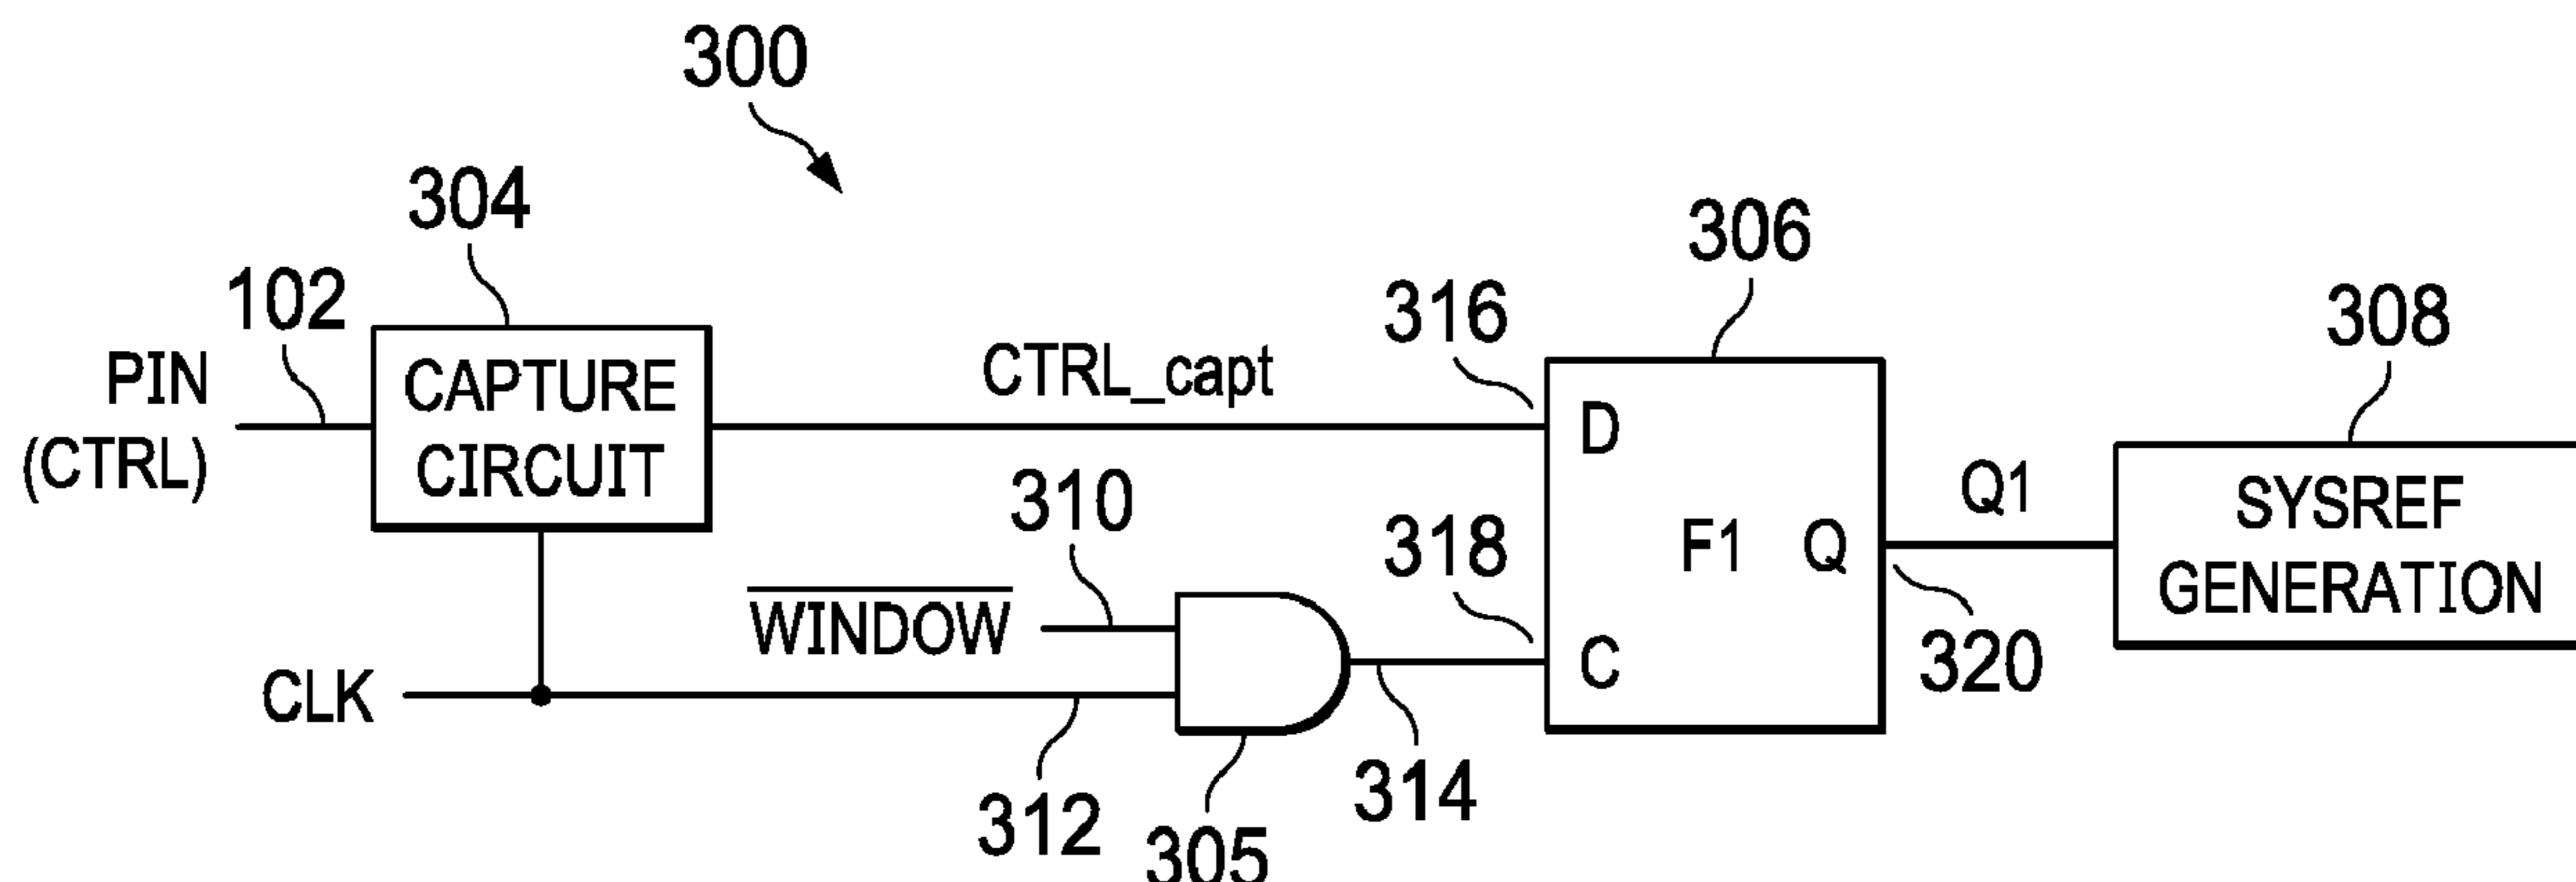 300
304
102
PIN
(CTRL)
CAPTURE
CIRCUIT
CTRL_capt
316
306
308
D
F1
Q
C
Q1
SYSREF
GENERATION
310
318
320
WINDOW
CLK
312
305
314